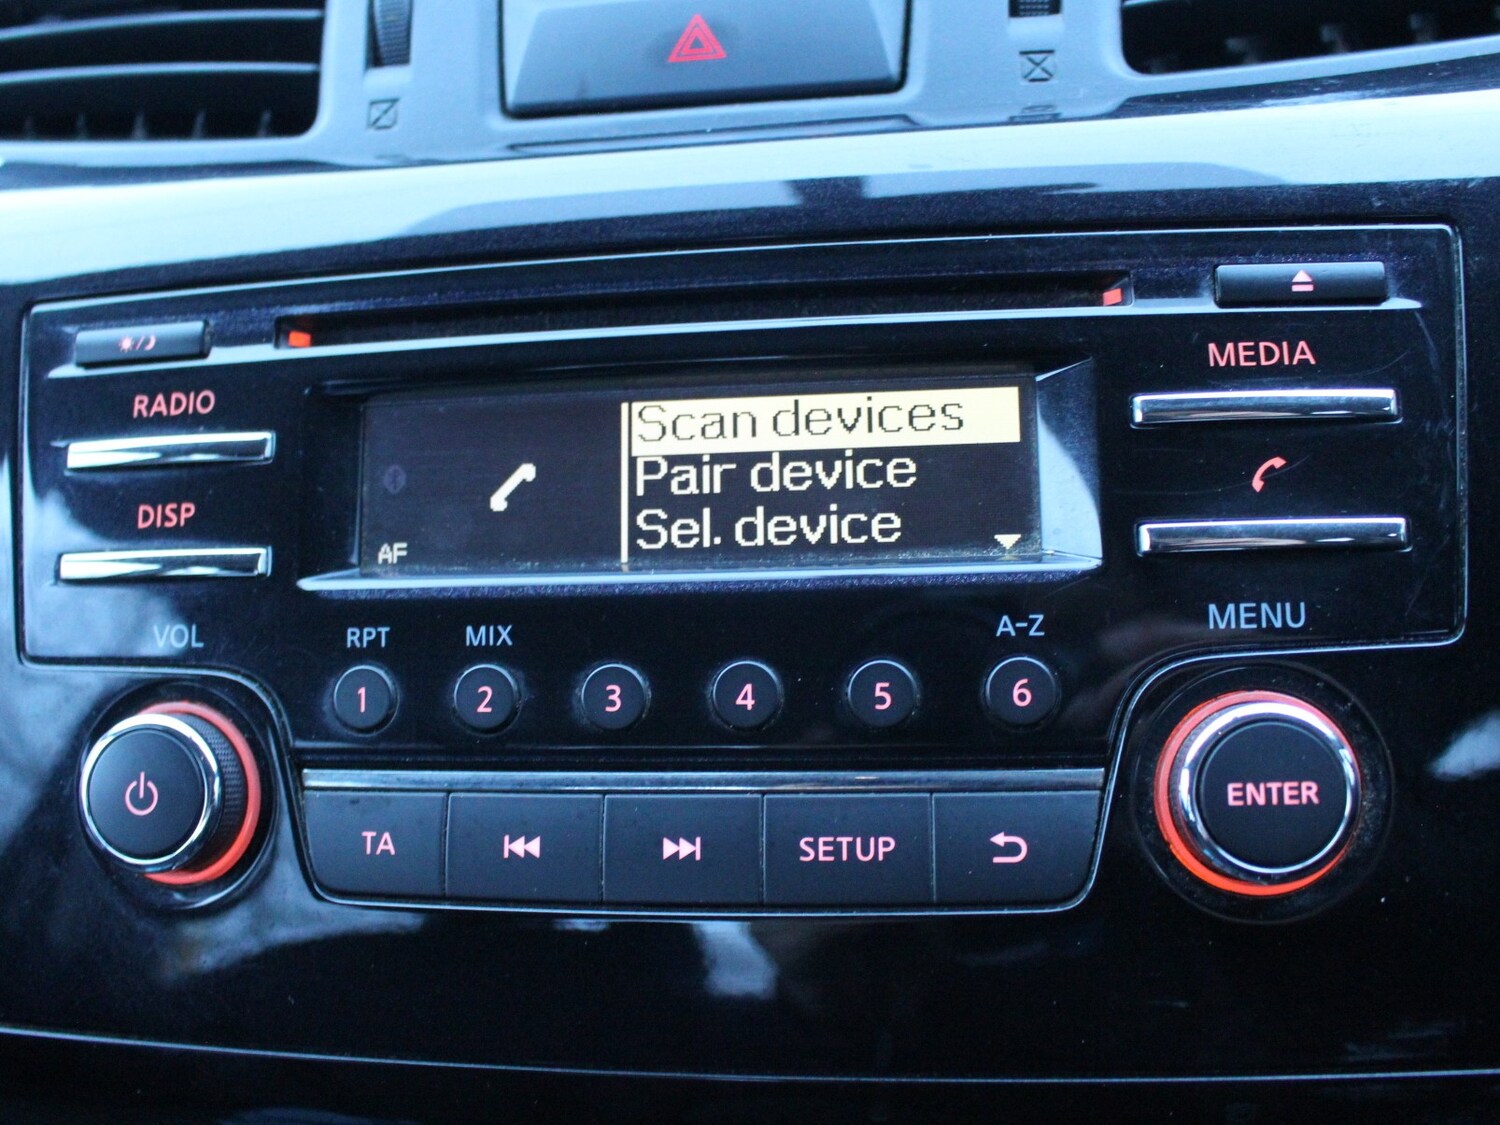 RADIO
MEDIA
Scan devices
Pair device
Sel. device
AF
DISP
VOL
RPT
MIX
A-Z
MENU
1
2
3
4
5
6
ENTER
TA
SETUP